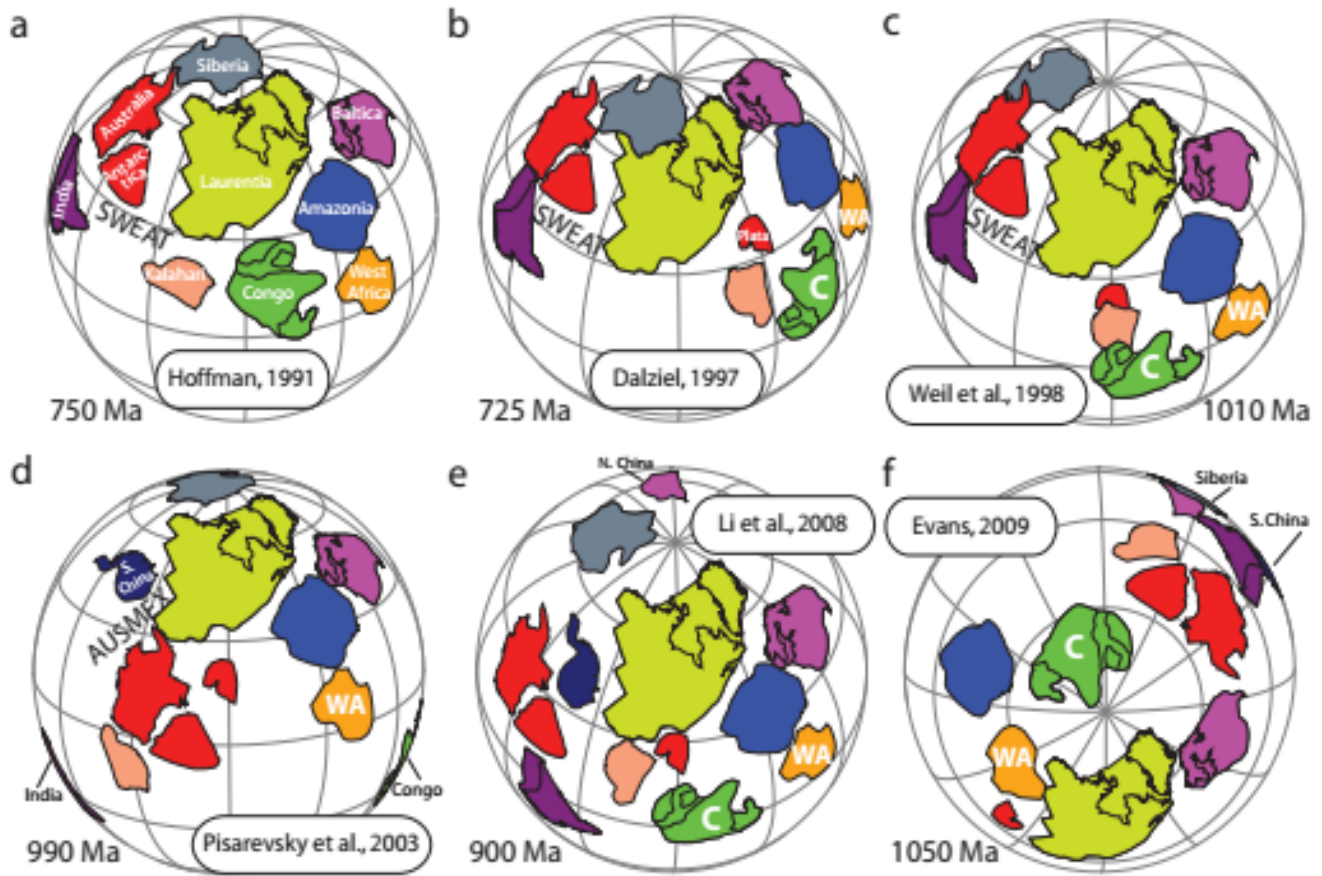 a
Siberia
Australia
Baltica
Antarc-
tica
India
Laurentia
SWEAT
Amazonia
Kalahari
Congo
West
Africa
Hoffman, 1991
750 Ma
b
SWEAT
WA
Plata
C
Dalziel, 1997
725 Ma
c
SWEAT
WA
C
Weil et al., 1998
1010 Ma
d
S.
China
AUSMEX
WA
India
Congo
990 Ma
Pisarevsky et al., 2003
e
N. China
Li et al., 2008
WA
C
900 Ma
f
Evans, 2009
Siberia
S.China
C
WA
1050 Ma